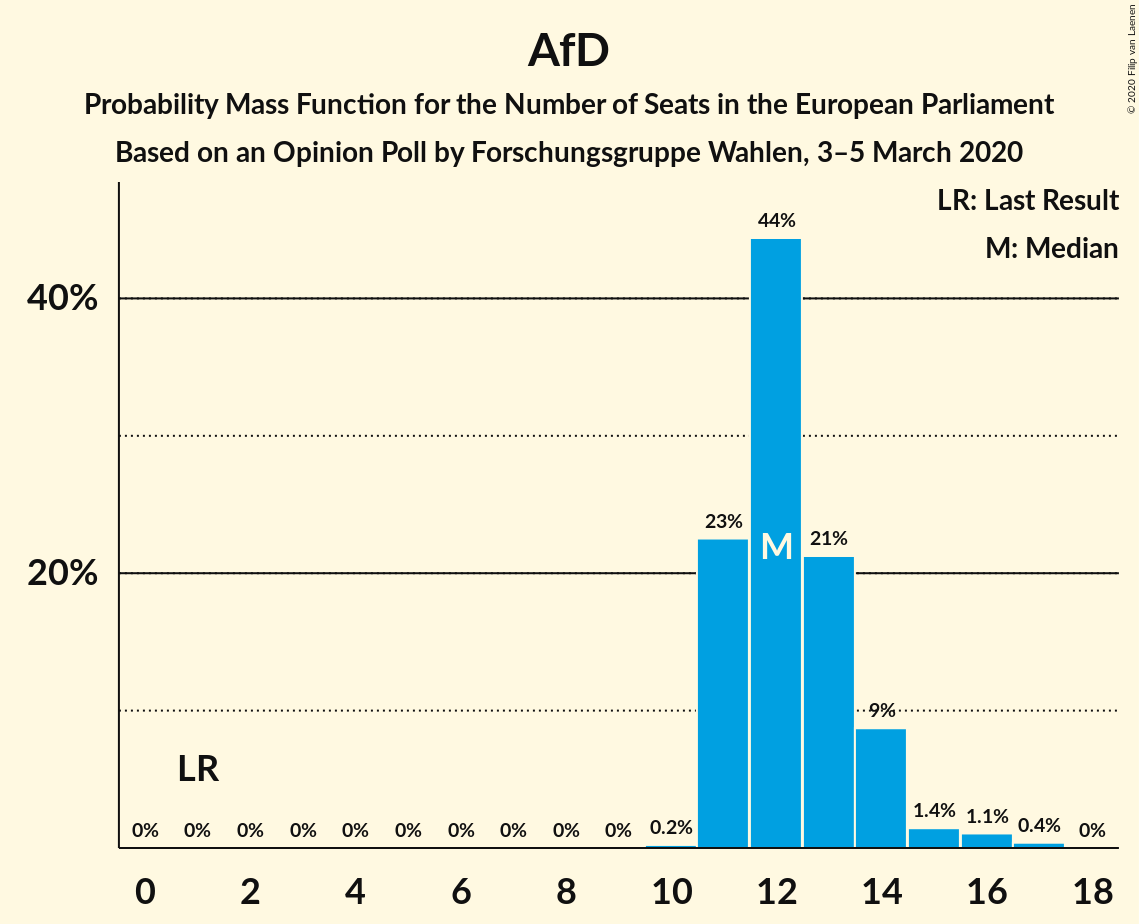 AfD
Probability Mass Function for the Number of Seats in the European Parliament
Based on an Opinion Poll by Forschungsgruppe Wahlen, 3–5 March 2020
© 2020 Filip van Laenen
LR: Last Result
M: Median
44%
40%
23%
M
21%
20%
9%
LR
0% 0% 0% 0% 0% 0% 0% 0% 0% 0% 0.2% 1.4% 1.1% 0.4% 0%
0 2 4 6 8 10 12 14 16 18